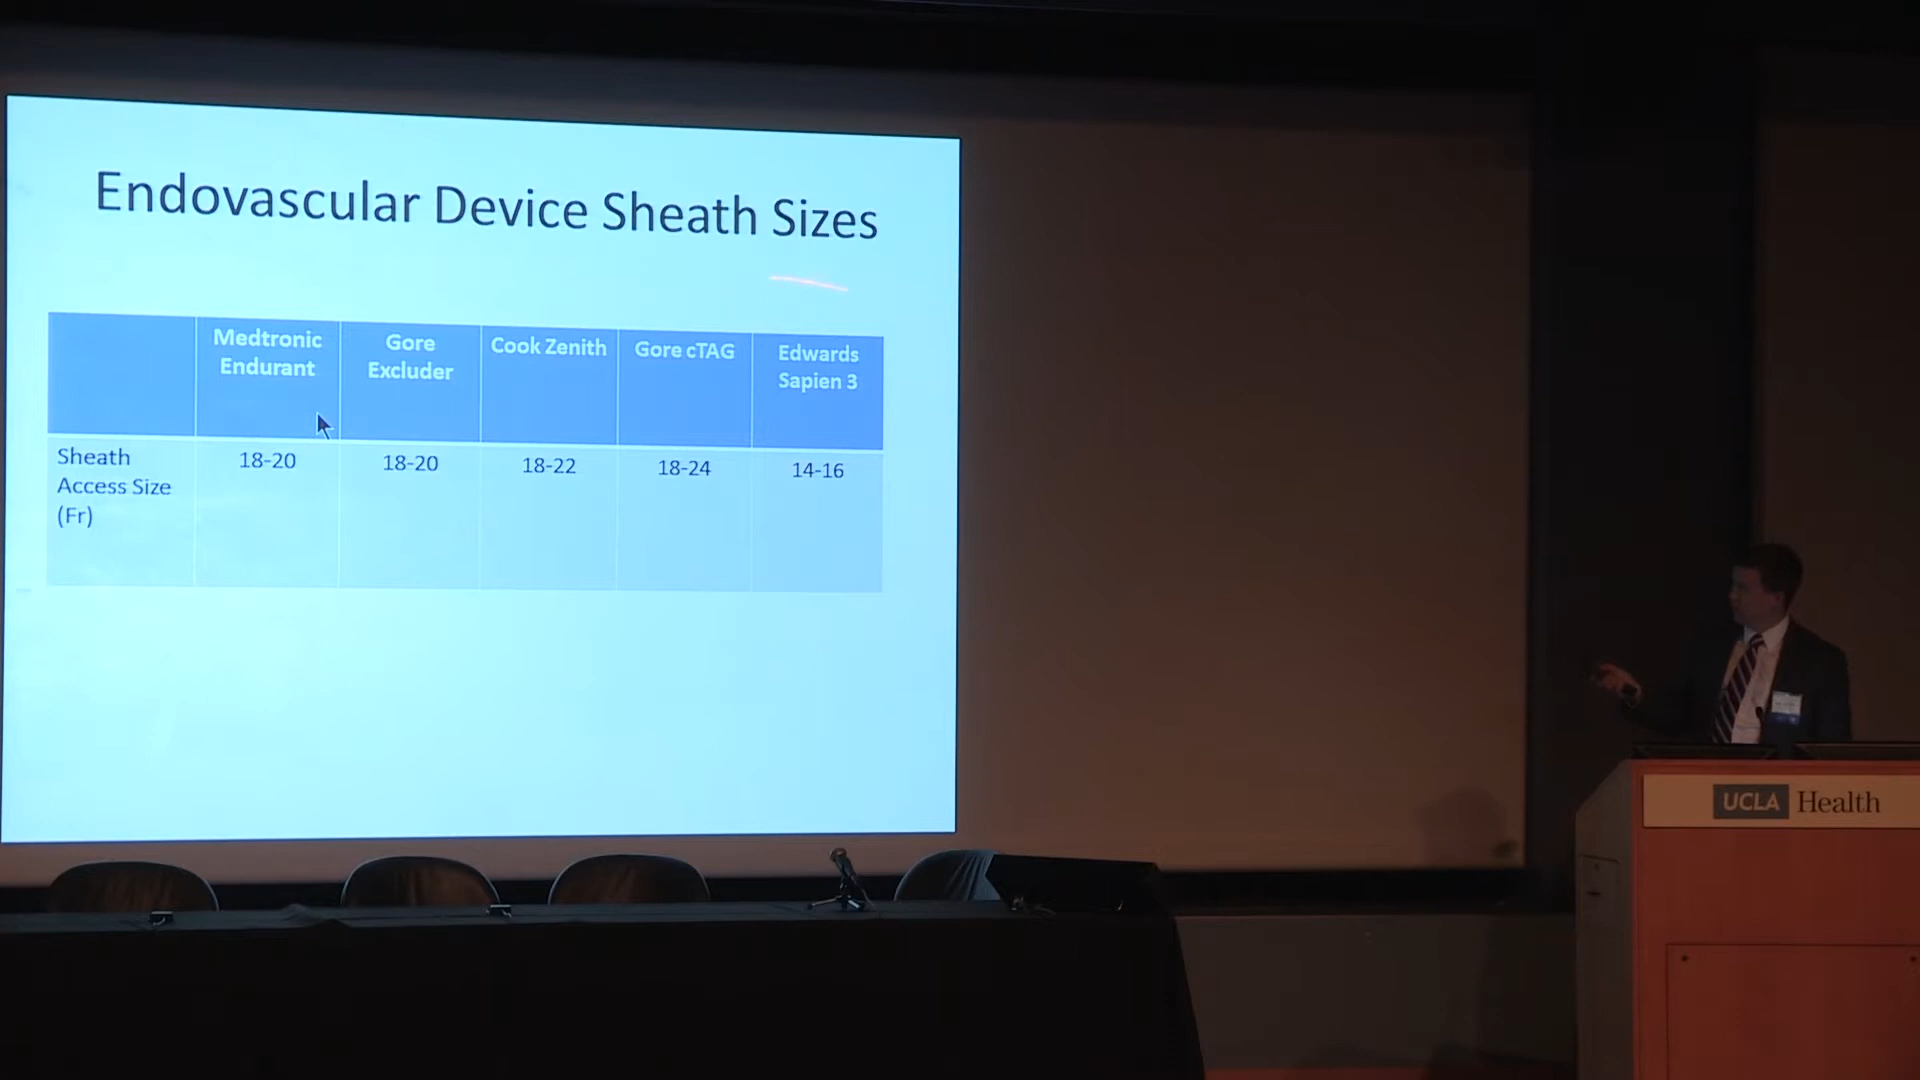 Endovascular Device Sheath Sizes
Medtronic
Endurant
Gore
Excluder
Cook Zenith
Gore cTAG
Edwards
Sapien 3
Sheath
Access Size
(Fr)
18-20
18-20
18-22
18-24
14-16
UCLA Health